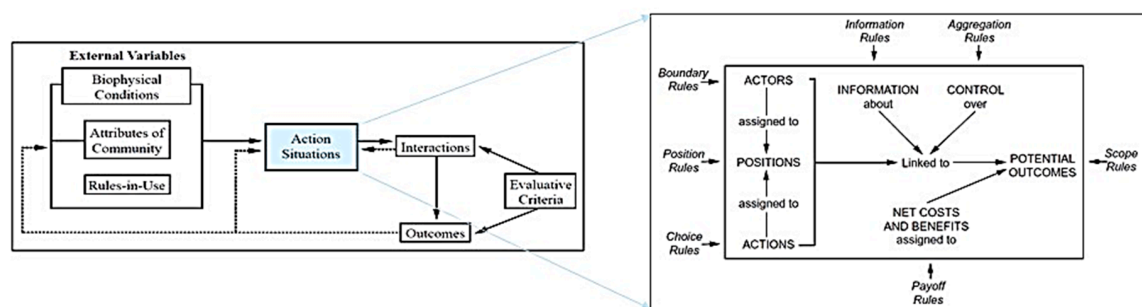 External Variables
Biophysical
Conditions
Attributes of
Community
Rules-in-Use
Action
Situations
Interactions
Evaluative
Criteria
Outcomes
Information
Rules
Aggregation
Rules
Boundary
Rules
ACTORS
INFORMATION
about
CONTROL
over
assigned to
Position
Rules
POSITIONS
Linked to
POTENTIAL
OUTCOMES
Scope
Rules
assigned to
NET COSTS
AND BENEFITS
assigned to
Choice
Rules
ACTIONS
Payoff
Rules